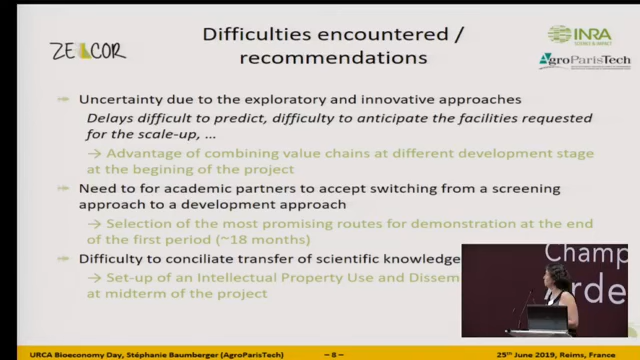 ZELCOR
Difficulties encountered /
recommendations
INRA
SCIENCE & IMPACT
AgroParisTech
Uncertainty due to the exploratory and innovative approaches
Delays difficult to predict, difficulty to anticipate the facilities requested
for the scale-up, ...
→ Advantage of combining value chains at different development stage
at the begining of the project
Need to for academic partners to accept switching from a screening
approach to a development approach
→ Selection of the most promising routes for demonstration at the end
of the first period (~18 months)
Difficulty to conciliate transfer of scientific knowledge
→ Set-up of an Intellectual Property Use and Dissem
at midterm of the project
Champ
rde
URCA Bioeconomy Day, Stéphanie Baumberger (AgroParisTech)
– 8 –
25th June 2019, Reims, France